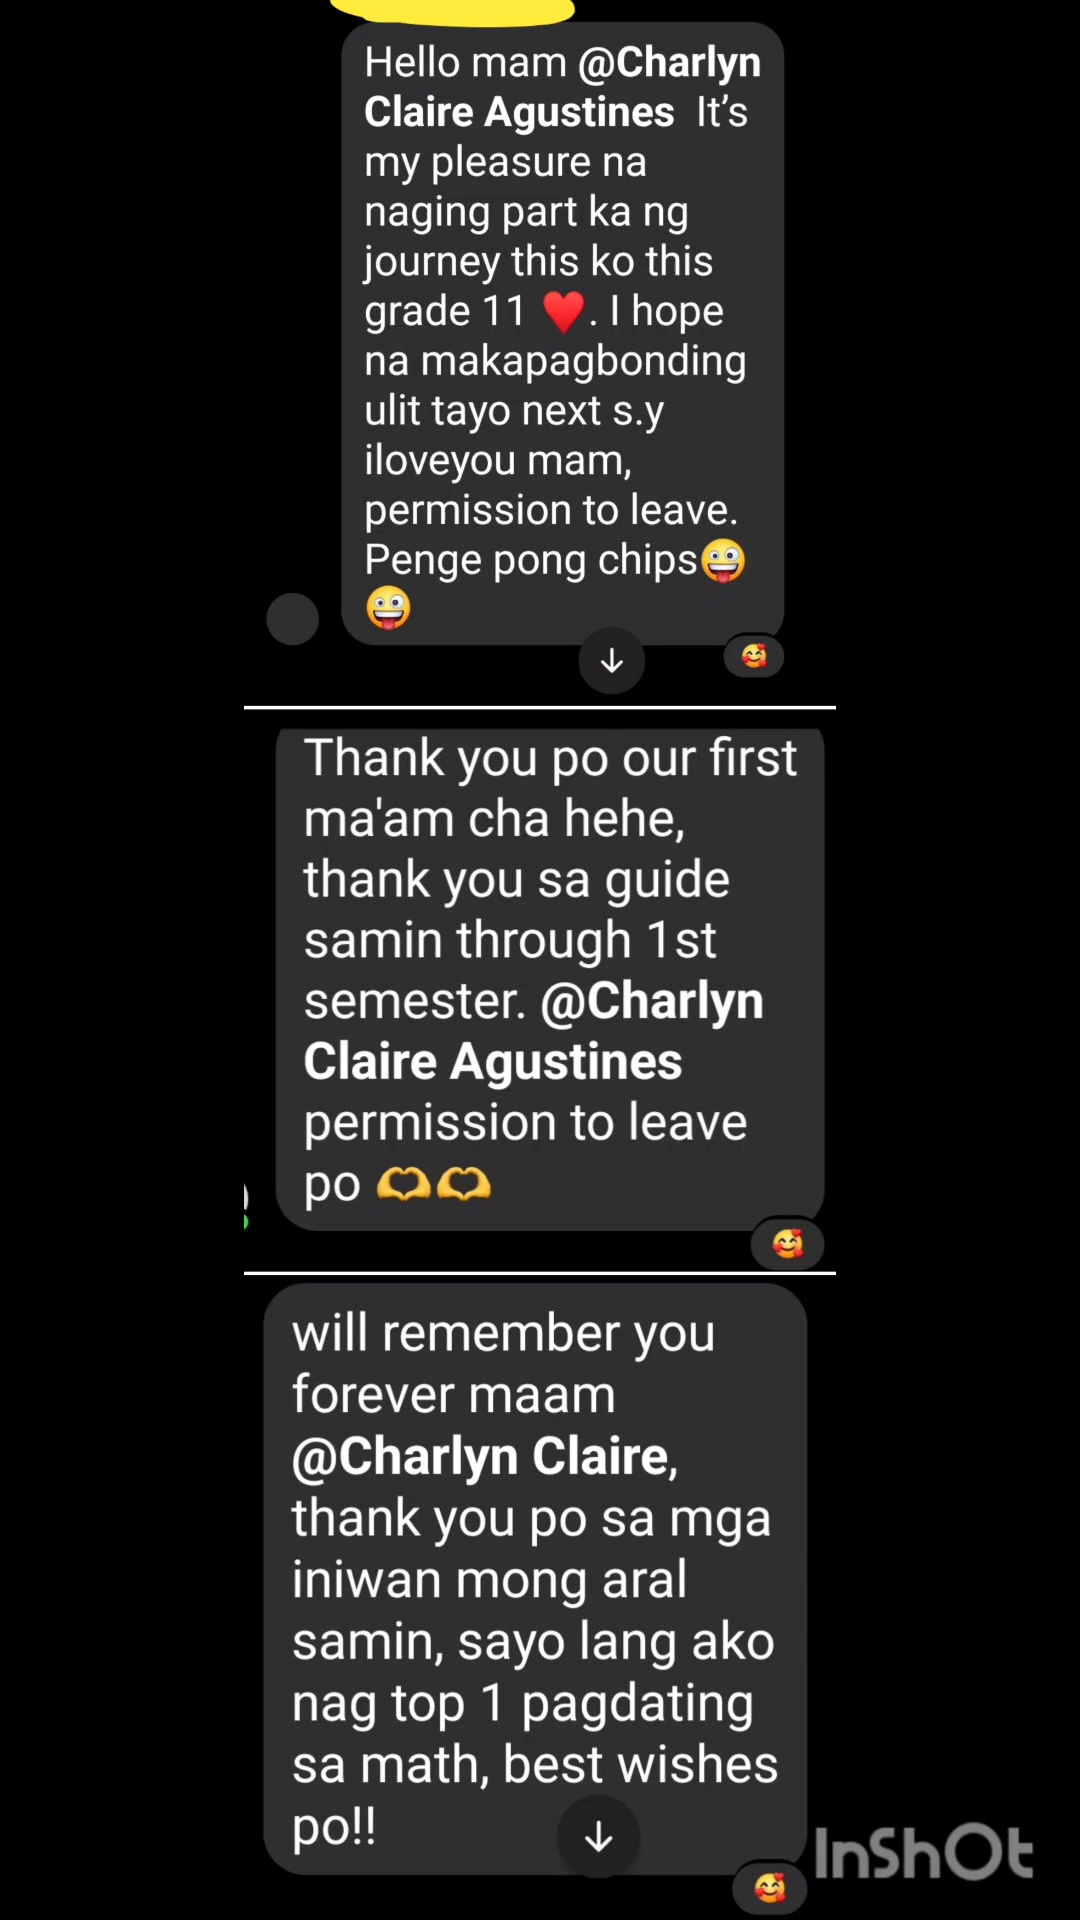 Hello mam @Charlyn
Claire Agustines It's
my pleasure na
naging part ka ng
journey this ko this
grade 11 ❤️. I hope
na makapagbonding
ulit tayo next s.y
iloveyou mam,
permission to leave.
Penge pong chips🤪
🤪
Thank you po our first
ma'am cha hehe,
thank you sa guide
samin through 1st
semester. @Charlyn
Claire Agustines
permission to leave
po 🫶🫶
will remember you
forever maam
@Charlyn Claire,
thank you po sa mga
iniwan mong aral
samin, sayo lang ako
nag top 1 pagdating
sa math, best wishes
po!!
InShOt